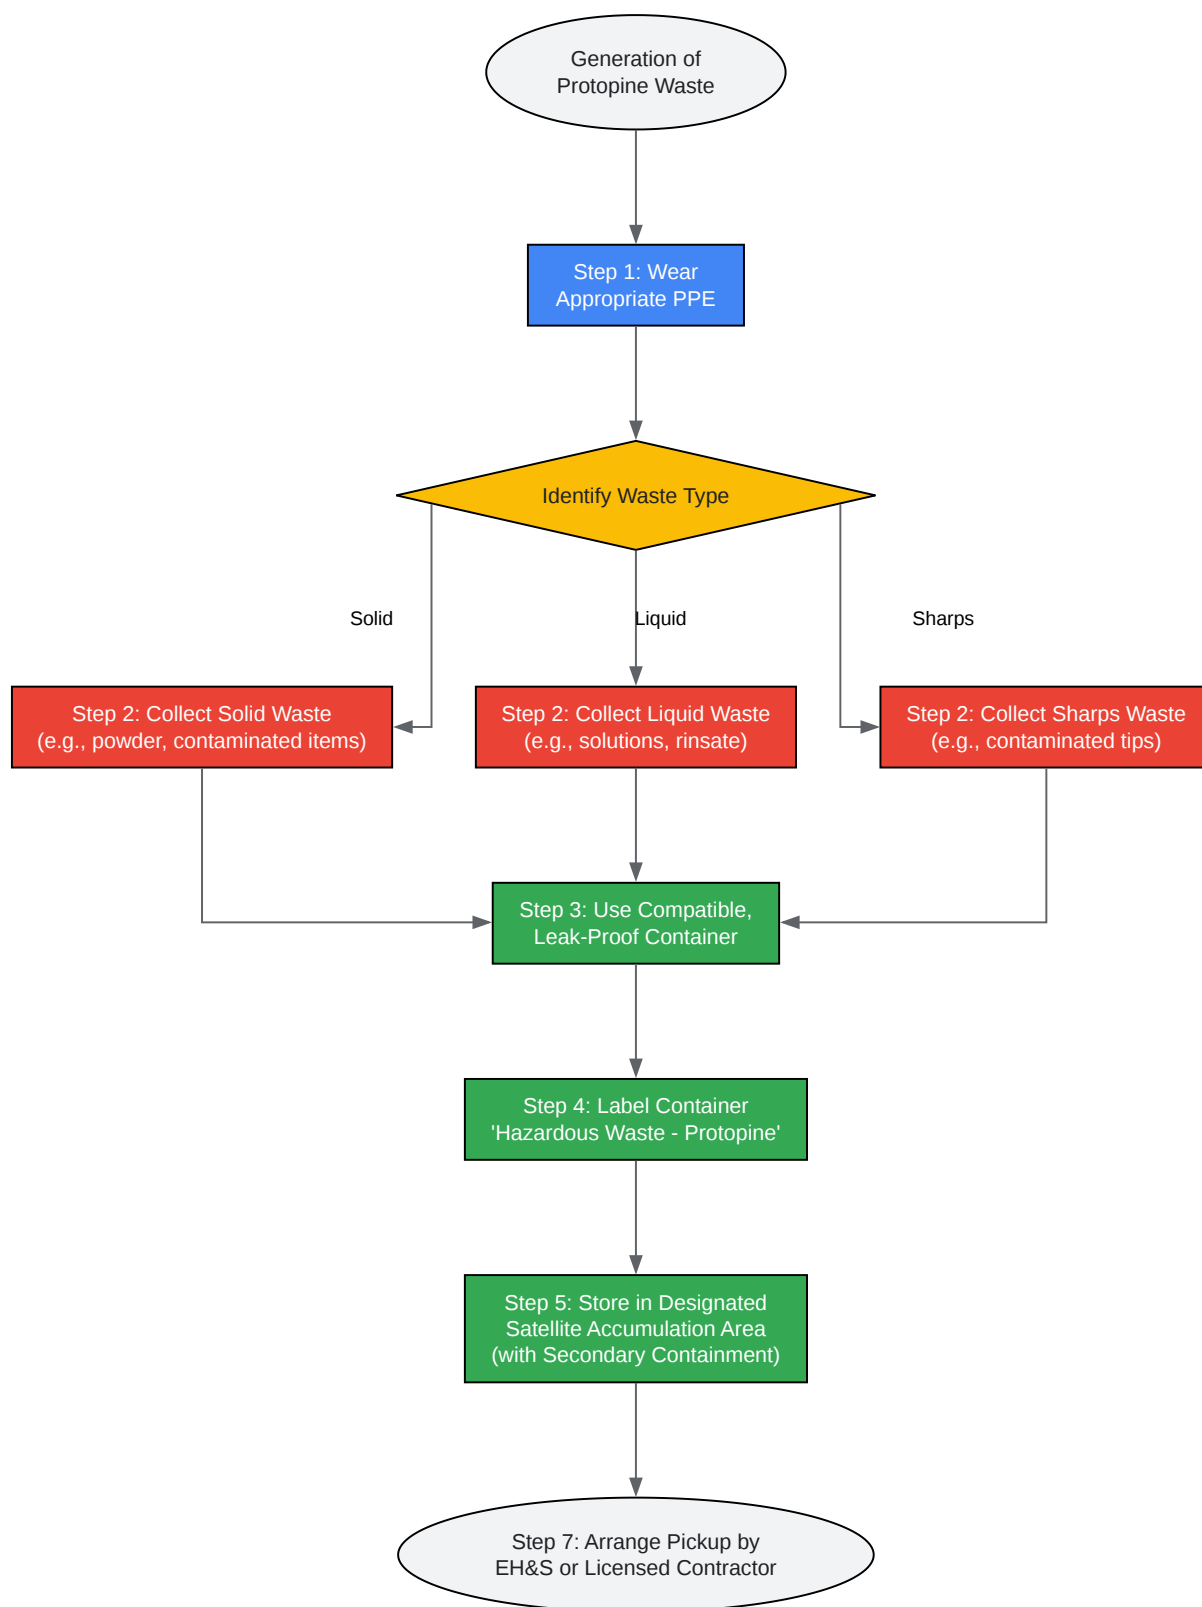 Generation of
Protopine Waste
Step 1: Wear
Appropriate PPE
Identify Waste Type
Solid
Liquid
Sharps
Step 2: Collect Solid Waste
(e.g., powder, contaminated items)
Step 2: Collect Liquid Waste
(e.g., solutions, rinsate)
Step 2: Collect Sharps Waste
(e.g., contaminated tips)
Step 3: Use Compatible,
Leak-Proof Container
Step 4: Label Container
'Hazardous Waste - Protopine'
Step 5: Store in Designated
Satellite Accumulation Area
(with Secondary Containment)
Step 7: Arrange Pickup by
EH&S or Licensed Contractor